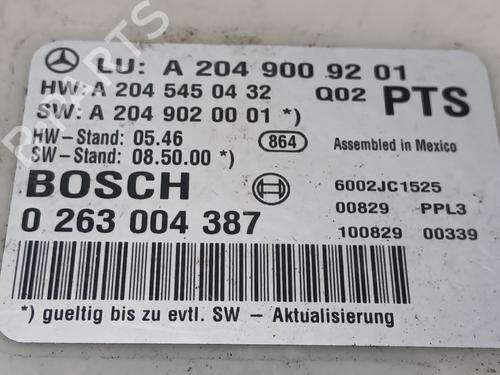 LU: A 204 900 92 01
HW: A 204 545 04 32 Q02 PTS
SW: A 204 902 00 01 *)
HW-Stand: 05.46 864 Assembled in Mexico
SW-Stand: 08.50.00 *)
BOSCH 6002JC1525
0 263 004 387 00829 PPL3
100829 00339
*) gueltig bis zu evtl. SW - Aktualisierung